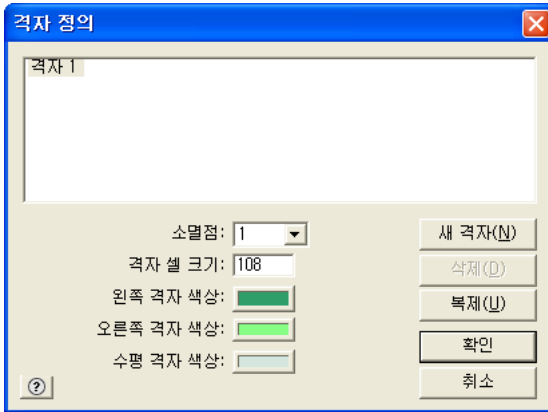 격자 정의
격자 1
소멸점: 1
격자 셀 크기: 108
왼쪽 격자 색상:
오른쪽 격자 색상:
수평 격자 색상:
새 격자(N)
삭제(D)
복제(U)
확인
취소
?